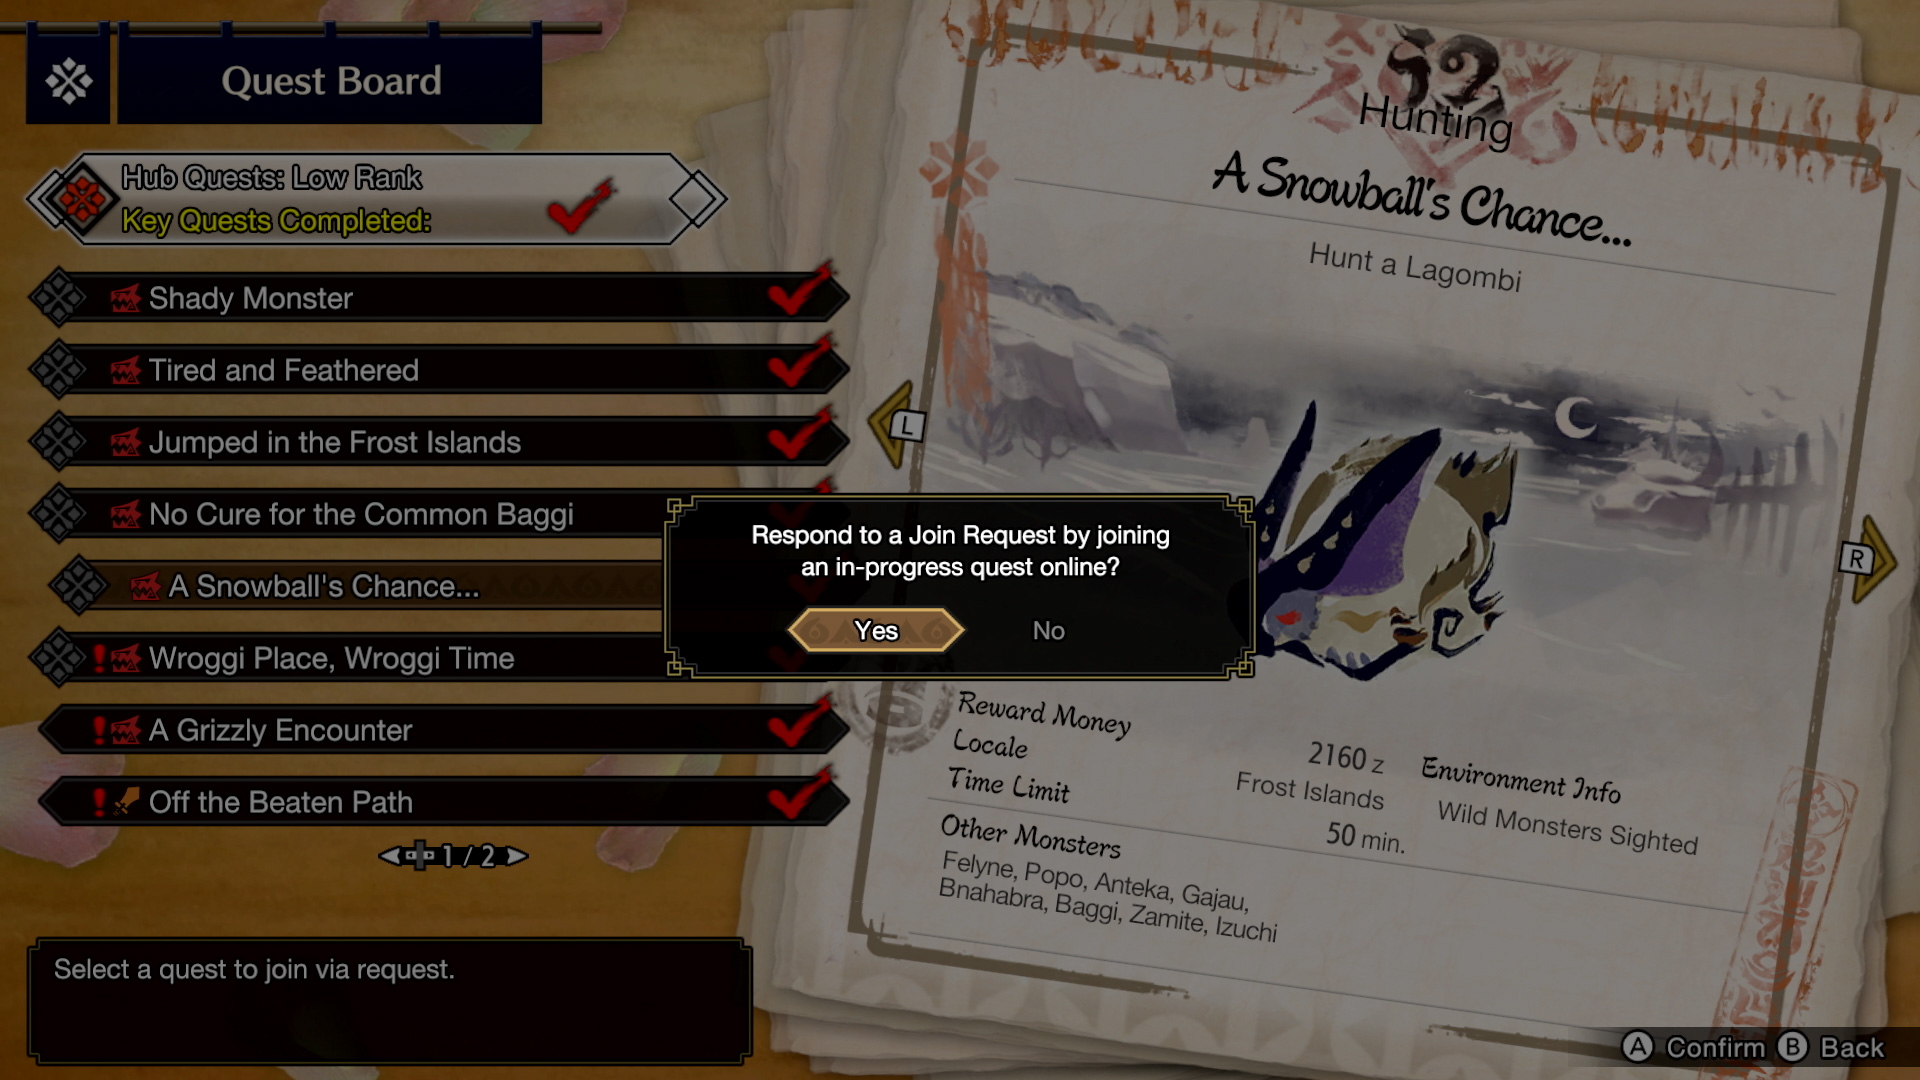 Quest Board
Hub Quests: Low Rank
Key Quests Completed:
Shady Monster
Tired and Feathered
Jumped in the Frost Islands
No Cure for the Common Baggi
A Snowball's Chance...
Wroggi Place, Wroggi Time
A Grizzly Encounter
Off the Beaten Path
1 / 2
Select a quest to join via request.
Hunting
A Snowball's Chance...
Hunt a Lagombi
L
R
Respond to a Join Request by joining
an in-progress quest online?
Yes No
Reward Money 2160 z
Locale Frost Islands
Time Limit 50 min.
Environment Info
Wild Monsters Sighted
Other Monsters
Felyne, Popo, Anteka, Gajau,
Bnahabra, Baggi, Zamite, Izuchi
A Confirm B Back